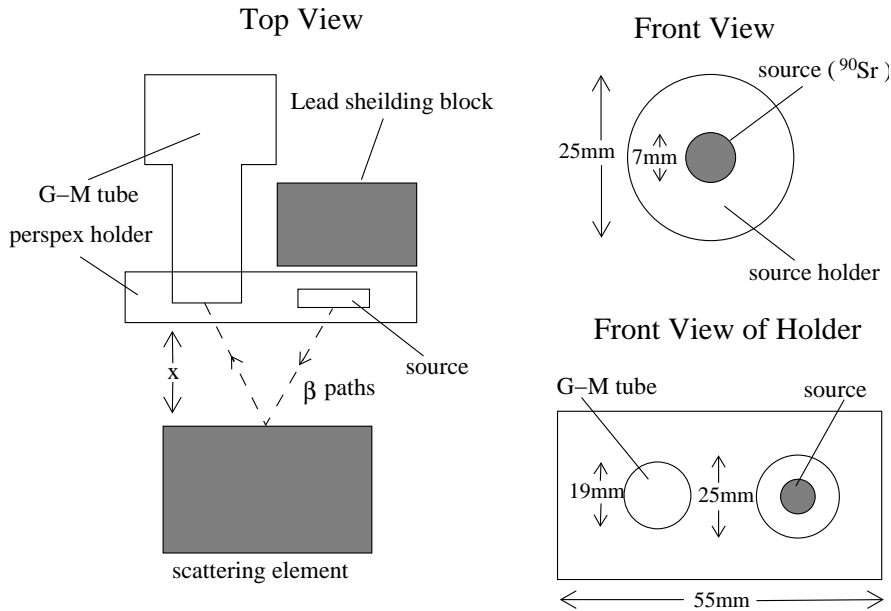 Top View
Lead sheilding block
G–M tube
perspex holder
x
β paths
source
scattering element
Front View
source ( ⁹⁰Sr )
25mm
7mm
source holder
Front View of Holder
G–M tube
source
19mm
25mm
55mm